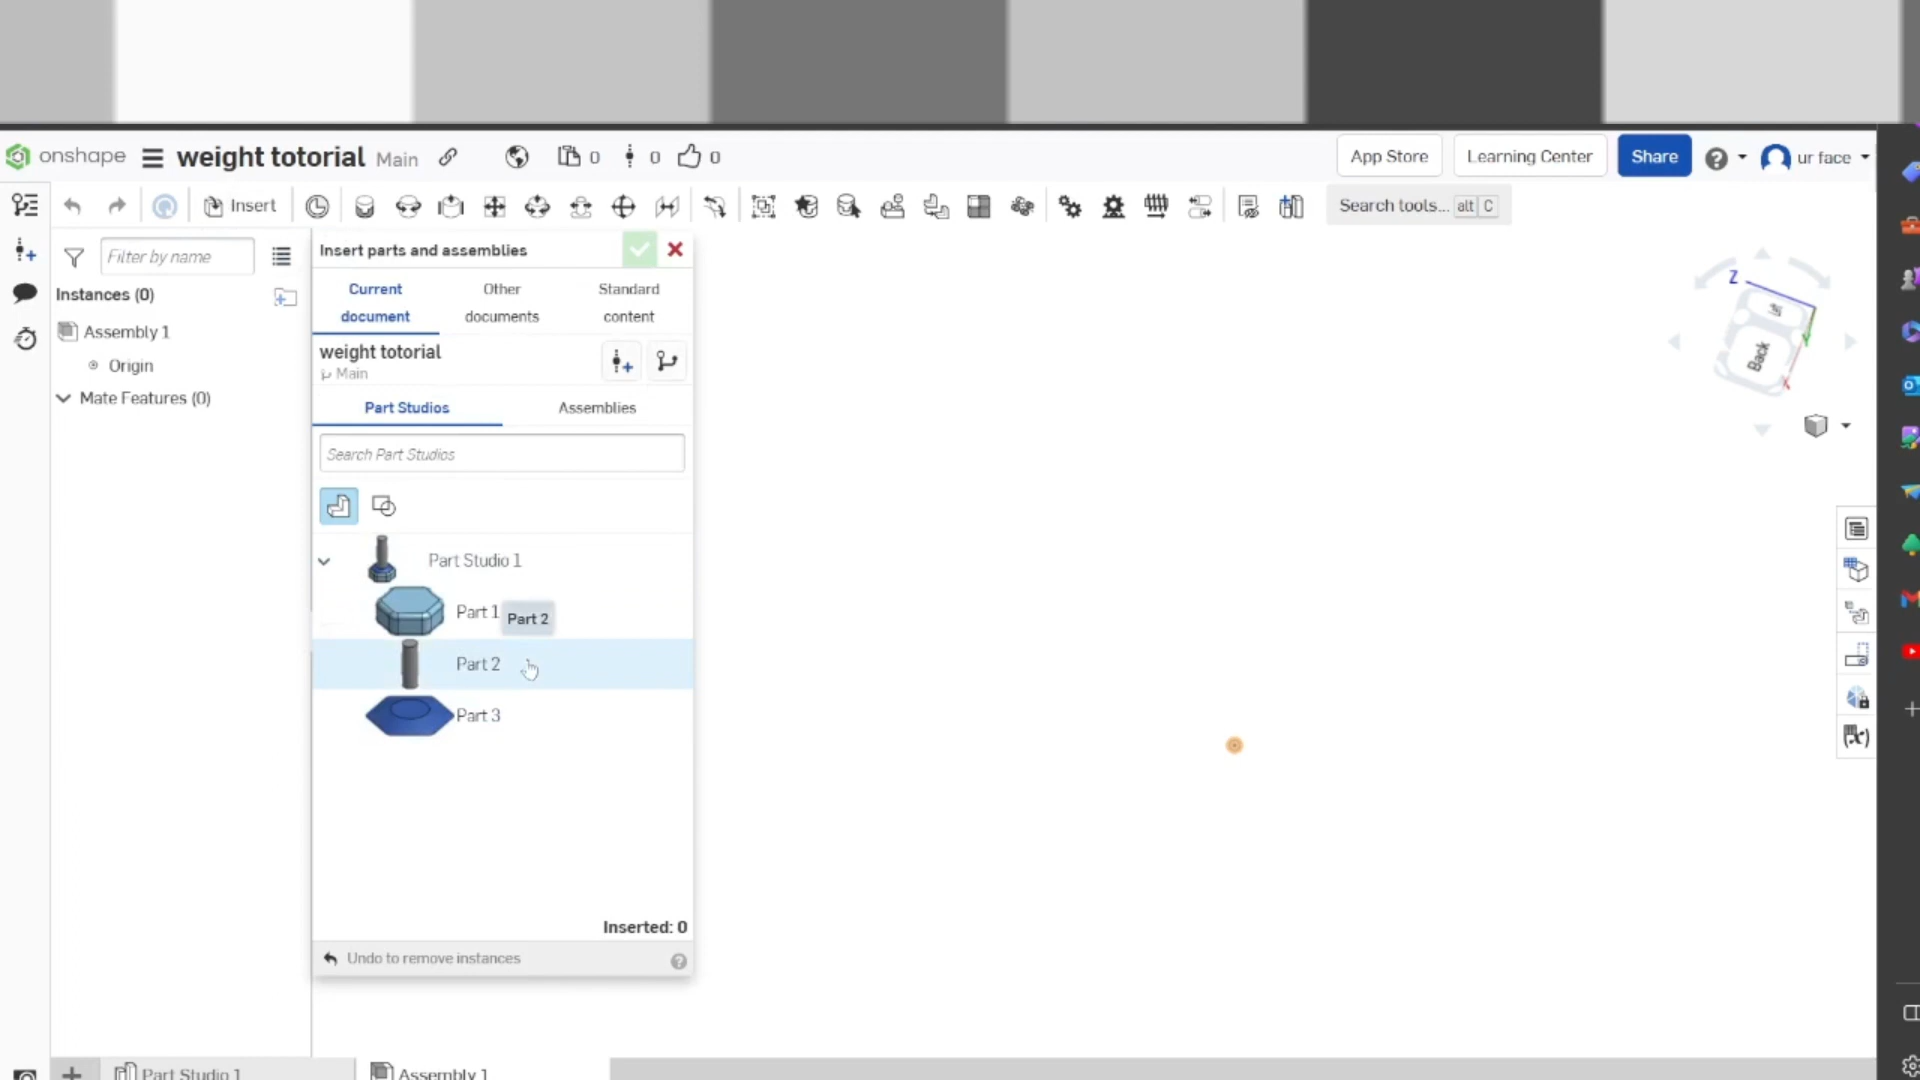 onshape weight totorial Main 0 0 0 App Store Learning Center Share ur face
Insert Search tools... alt C
Filter by name
Instances (0)
Assembly 1
Origin
Mate Features (0)
Insert parts and assemblies
Current document
Other documents
Standard content
weight totorial
Main
Part Studios Assemblies
Search Part Studios
Part Studio 1
Part 1
Part 2
Part 2
Part 3
Inserted: 0
Undo to remove instances
Z
Y
X
Back
Part Studio 1 Assembly 1